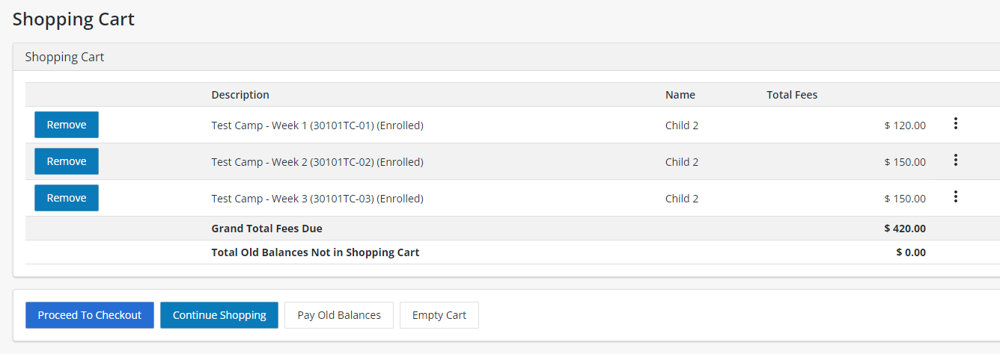 Shopping Cart
Shopping Cart
Description Name Total Fees
Remove Test Camp - Week 1 (30101TC-01) (Enrolled) Child 2 $ 120.00
Remove Test Camp - Week 2 (30101TC-02) (Enrolled) Child 2 $ 150.00
Remove Test Camp - Week 3 (30101TC-03) (Enrolled) Child 2 $ 150.00
Grand Total Fees Due $ 420.00
Total Old Balances Not in Shopping Cart $ 0.00
Proceed To Checkout Continue Shopping Pay Old Balances Empty Cart